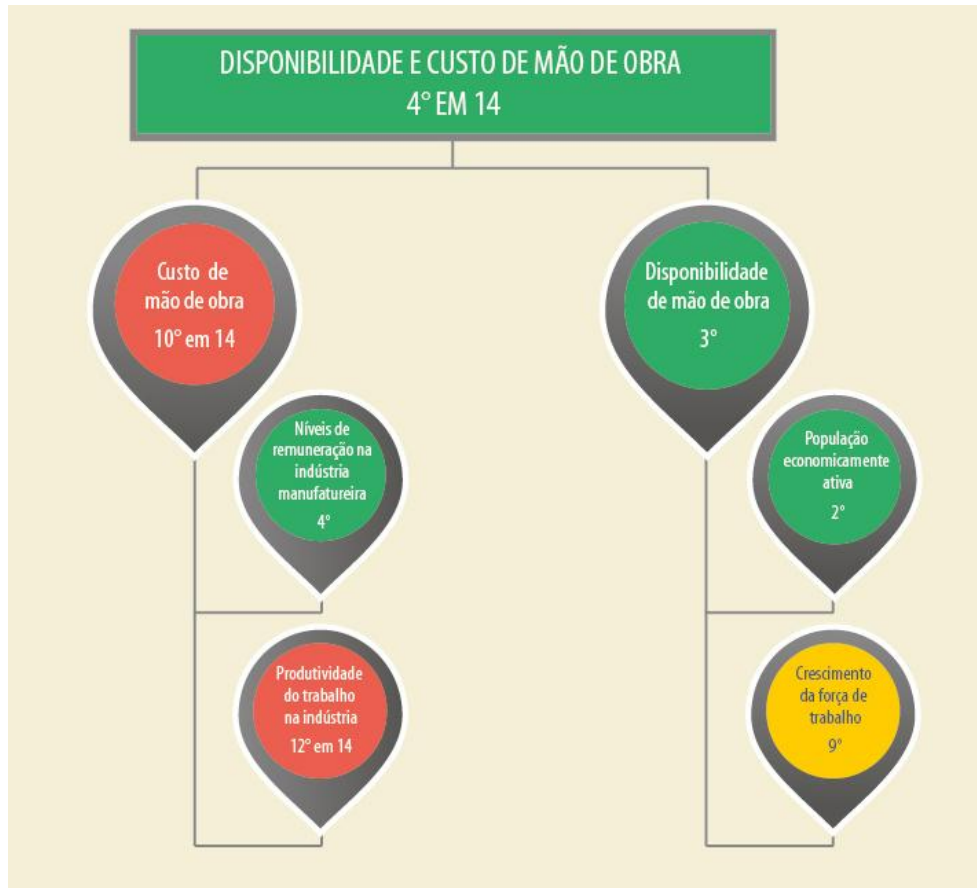 DISPONIBILIDADE E CUSTO DE MÃO DE OBRA
4° EM 14
Custo de
mão de obra
10° em 14
Níveis de
remuneração na
indústria
manufatureira
4°
Produtividade
do trabalho
na indústria
12° em 14
Disponibilidade
de mão de obra
3°
População
economicamente
ativa
2°
Crescimento
da força de
trabalho
9°